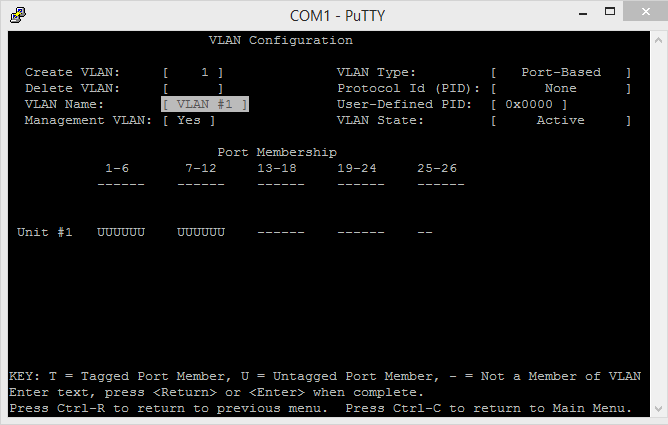 COM1 - PuTTY
VLAN Configuration
Create VLAN: [ 1 ] VLAN Type: [ Port-Based ]
Delete VLAN: [ ] Protocol Id (PID): [ None ]
VLAN Name: [ VLAN #1 ] User-Defined PID: [ 0x0000 ]
Management VLAN: [ Yes ] VLAN State: [ Active ]
Port Membership
1-6 7-12 13-18 19-24 25-26
------ ------ ------ ------ ------
Unit #1 UUUUUU UUUUUU ------ ------ --
KEY: T = Tagged Port Member, U = Untagged Port Member, - = Not a Member of VLAN
Enter text, press <Return> or <Enter> when complete.
Press Ctrl-R to return to previous menu. Press Ctrl-C to return to Main Menu.